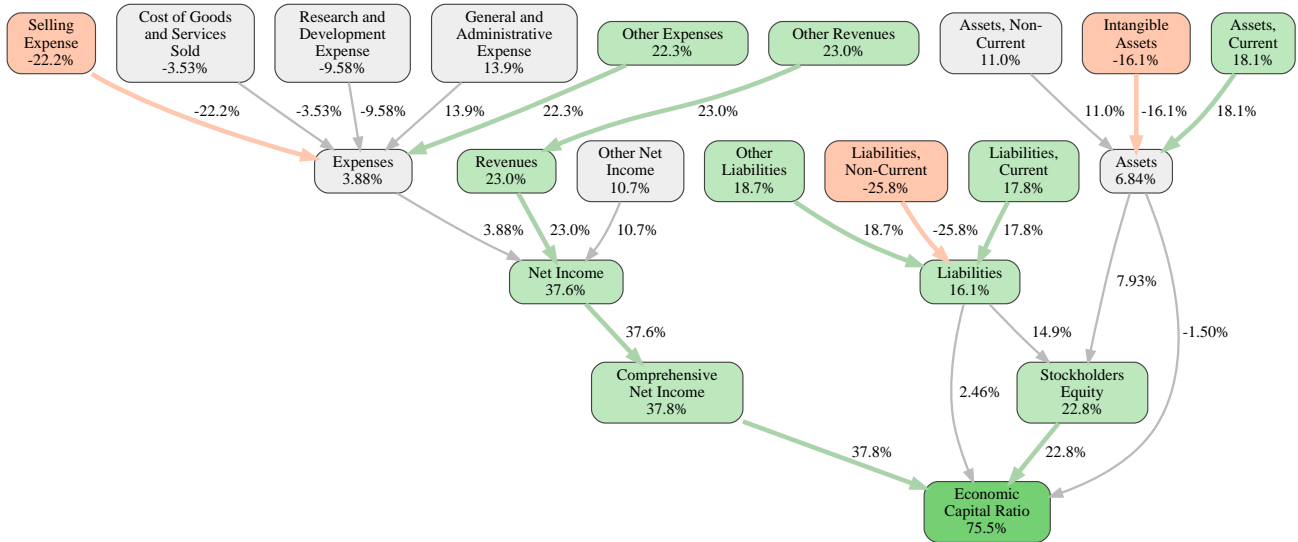 Selling
Expense
-22.2%
Cost of Goods
and Services
Sold
-3.53%
Research and
Development
Expense
-9.58%
General and
Administrative
Expense
13.9%
Other Expenses
22.3%
Other Revenues
23.0%
Assets, Non-
Current
11.0%
Intangible
Assets
-16.1%
Assets,
Current
18.1%
-22.2%
-3.53%
-9.58%
13.9%
22.3%
23.0%
11.0%
-16.1%
18.1%
Expenses
3.88%
Revenues
23.0%
Other Net
Income
10.7%
Other
Liabilities
18.7%
Liabilities,
Non-Current
-25.8%
Liabilities,
Current
17.8%
Assets
6.84%
3.88%
23.0%
10.7%
18.7%
-25.8%
17.8%
Net Income
37.6%
Liabilities
16.1%
7.93%
37.6%
14.9%
-1.50%
Comprehensive
Net Income
37.8%
2.46%
Stockholders
Equity
22.8%
37.8%
22.8%
Economic
Capital Ratio
75.5%